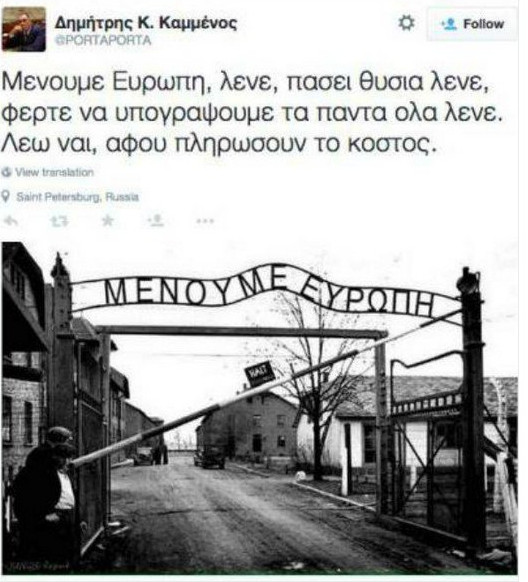 Δημήτρης Κ. Καμμένος
@PORTAPORTA
Follow
Μενουμε Ευρωπη, λενε, πασει θυσια λενε,
φερτε να υπογραψουμε τα παντα ολα λενε.
Λεω ναι, αφου πληρωσουν το κοστος.
View translation
Saint Petersburg, Russia
ΜΕΝΟΥΜΕ ΕΥΡΩΠΗ
HALT